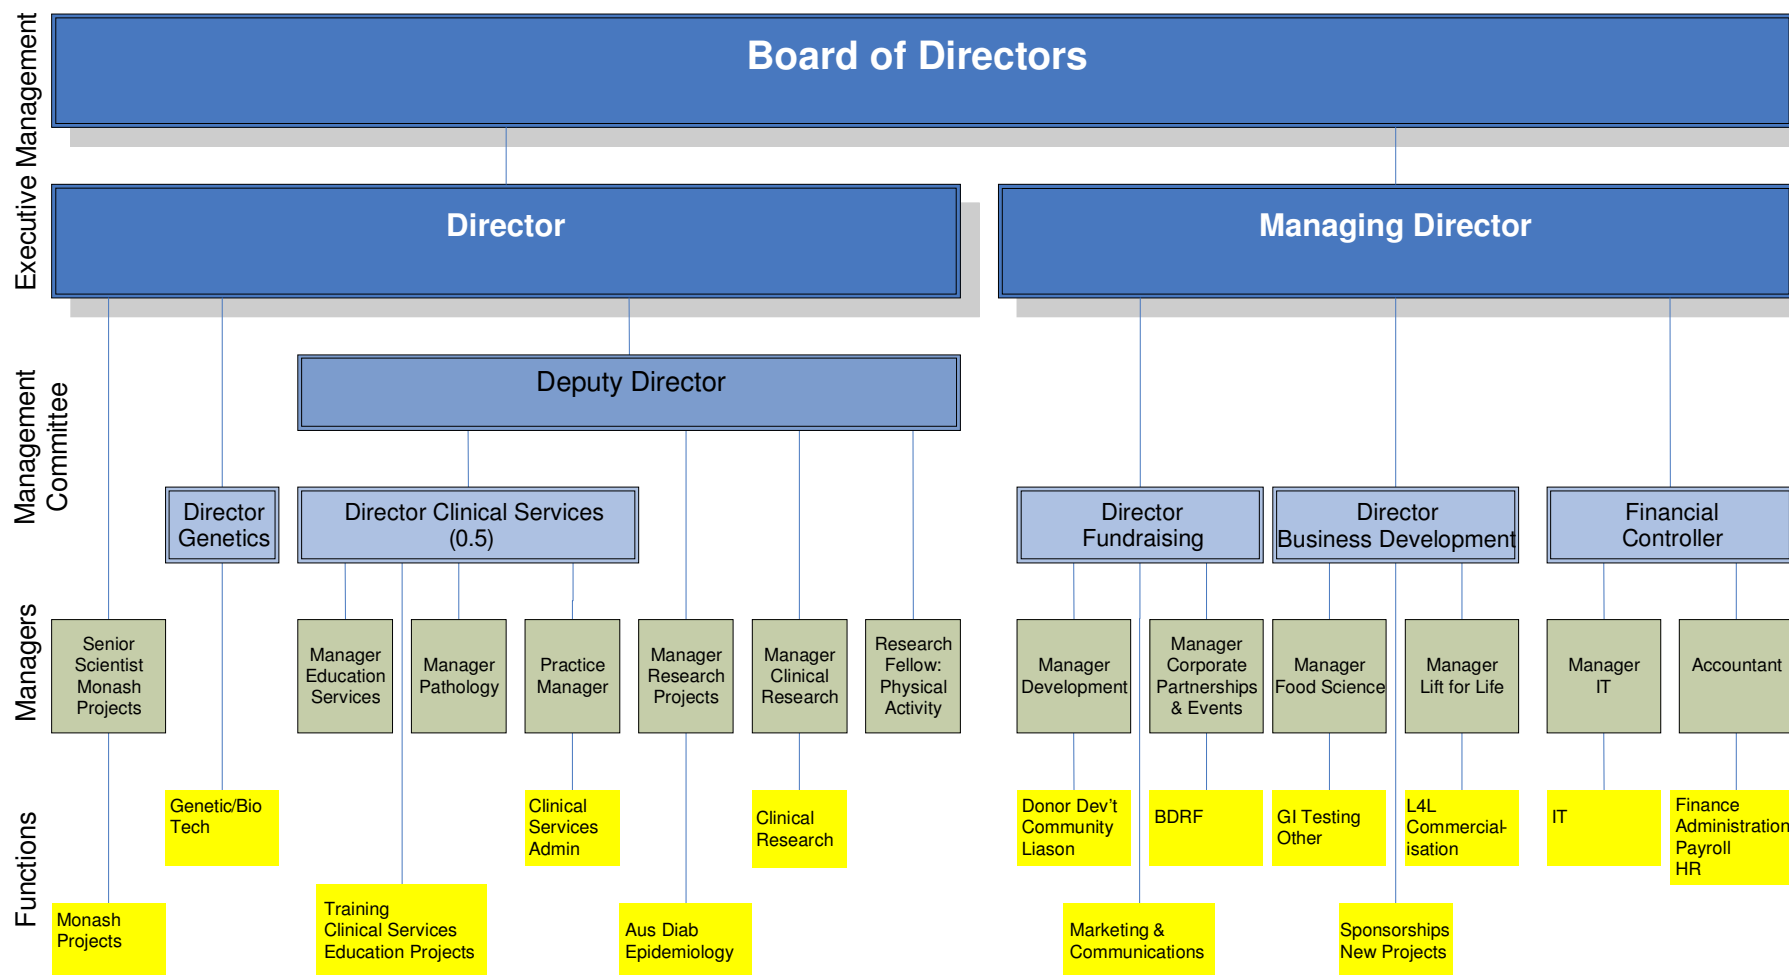 Executive Management
Board of Directors
Director
Managing Director
Management
Committee
Deputy Director
Director
Genetics
Director Clinical Services
(0.5)
Director
Fundraising
Director
Business Development
Financial
Controller
Managers
Senior
Scientist
Monash
Projects
Manager
Education
Services
Manager
Pathology
Practice
Manager
Manager
Research
Projects
Manager
Clinical
Research
Research
Fellow:
Physical
Activity
Manager
Development
Manager
Corporate
Partnerships
& Events
Manager
Food Science
Manager
Lift for Life
Manager
IT
Accountant
Functions
Genetic/Bio
Tech
Clinical
Services
Admin
Clinical
Research
Donor Dev't
Community
Liason
BDRF
GI Testing
Other
L4L
Commercial-
isation
IT
Finance
Administration
Payroll
HR
Monash
Projects
Training
Clinical Services
Education Projects
Aus Diab
Epidemiology
Marketing &
Communications
Sponsorships
New Projects